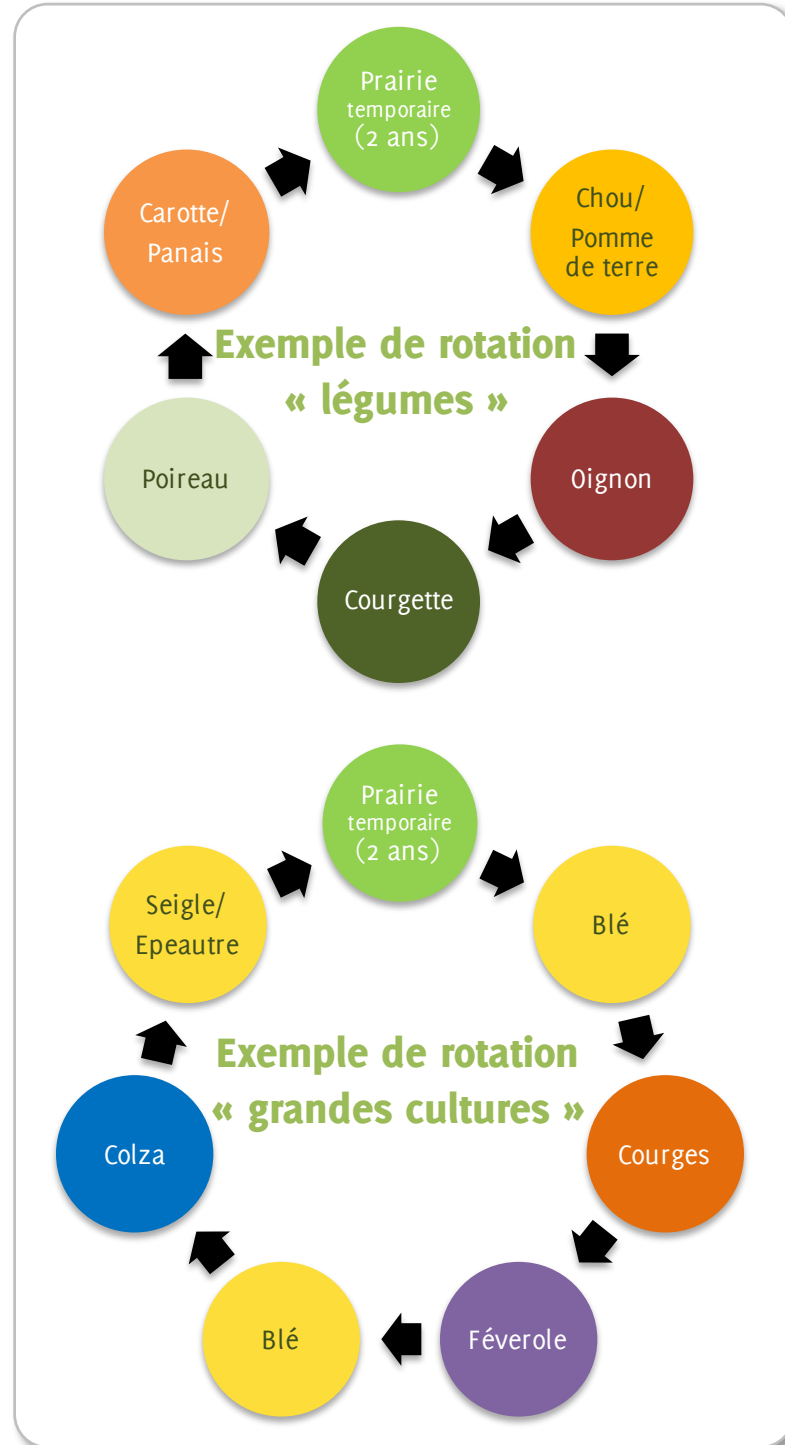 Prairie
temporaire
(2 ans)
Chou/
Pomme
de terre
Oignon
Courgette
Poireau
Carotte/
Panais
Exemple de rotation
« légumes »
Prairie
temporaire
(2 ans)
Blé
Courges
Féverole
Blé
Colza
Seigle/
Epeautre
Exemple de rotation
« grandes cultures »